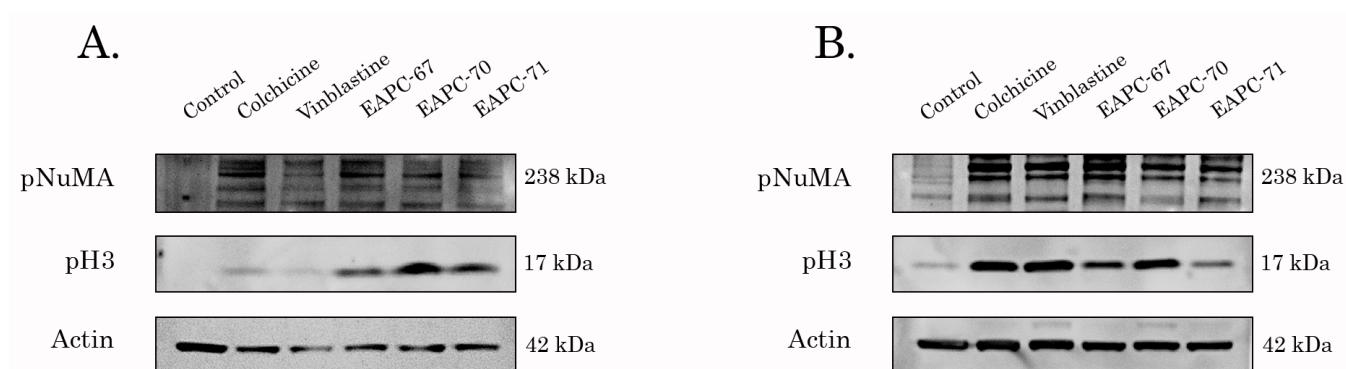 A.
Control Colchicine Vinblastine EAPC-67 EAPC-70 EAPC-71
pNuMA 238 kDa
pH3 17 kDa
Actin 42 kDa
B.
Control Colchicine Vinblastine EAPC-67 EAPC-70 EAPC-71
pNuMA 238 kDa
pH3 17 kDa
Actin 42 kDa